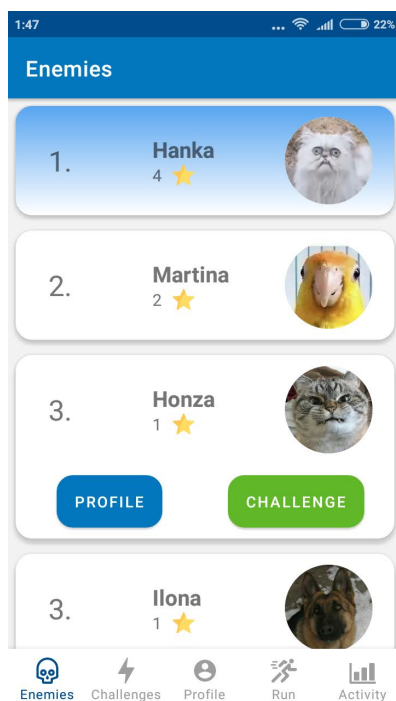 1:47 ... 22%
Enemies
1. Hanka
4
2. Martina
2
3. Honza
1
PROFILE CHALLENGE
3. Ilona
1
Enemies Challenges Profile Run Activity